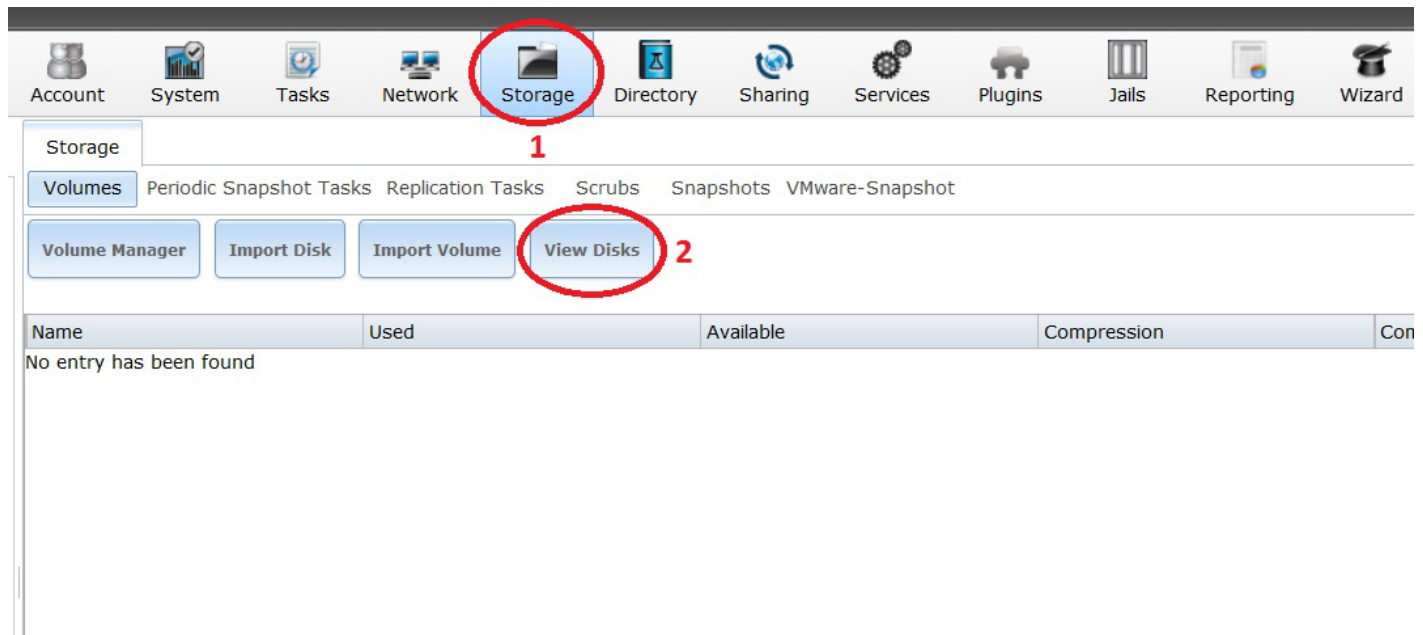 Account System Tasks Network Storage Directory Sharing Services Plugins Jails Reporting Wizard
1
Storage
Volumes Periodic Snapshot Tasks Replication Tasks Scrubs Snapshots VMware-Snapshot
Volume Manager Import Disk Import Volume View Disks 2
Name Used Available Compression Com
No entry has been found